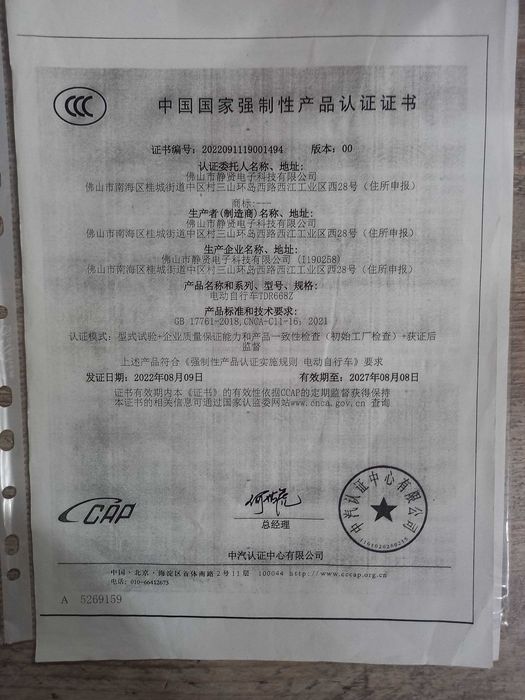 中国国家强制性产品认证证书
证书编号：2022091119001494 版本：00
认证委托人名称、地址：
佛山市静贤电子科技有限公司
佛山市南海区桂城街道中区村三山环岛西路西江工业区西28号（住所申报）
商标:---
生产者(制造商)名称、地址：
佛山市静贤电子科技有限公司
佛山市南海区桂城街道中区村三山环岛西路西江工业区西28号（住所申报）
生产企业名称、地址：
佛山市静贤电子科技有限公司（I190258）
佛山市南海区桂城街道中区村三山环岛西路西江工业区西28号（住所申报）
产品名称和系列、型号、规格：
电动自行车TDR668Z
产品标准和技术要求：
GB 17761-2018,CNCA-C11-16：2021
认证模式：型式试验+企业质量保证能力和产品一致性检查（初始工厂检查）+获证后
监督
上述产品符合《强制性产品认证实施规则 电动自行车》要求
发证日期：2022年08月09日 有效期至：2027年08月08日
证书有效期内本《证书》的有效性依据CCAP的定期监督获得保持
本证书的相关信息可通过国家认监委网站www.cnca.gov.cn 查询
CCAP
总经理
中汽认证中心有限公司
1101020260215
中汽认证中心有限公司
中国·北京·海淀区首体南路2号11层 100044 http://www.cccap.org.cn
电话：010-66412673
A 5269159